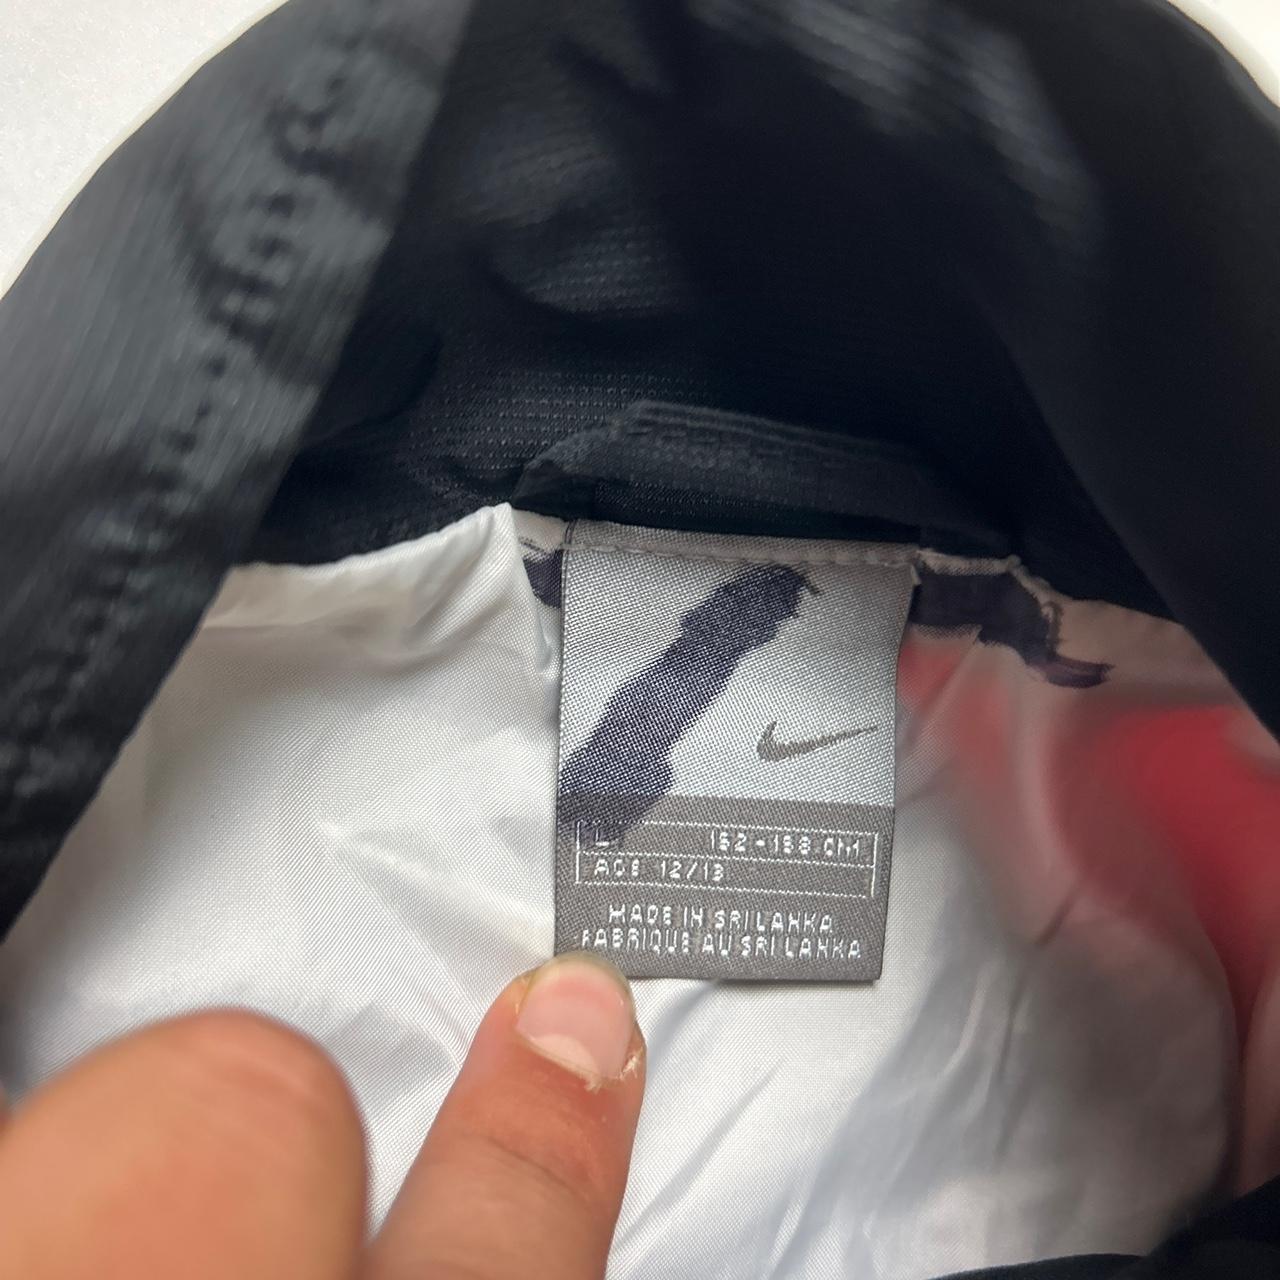 L 152-158 CM
AGE 12/13
MADE IN SRI LANKA
FABRIQUE AU SRI LANKA